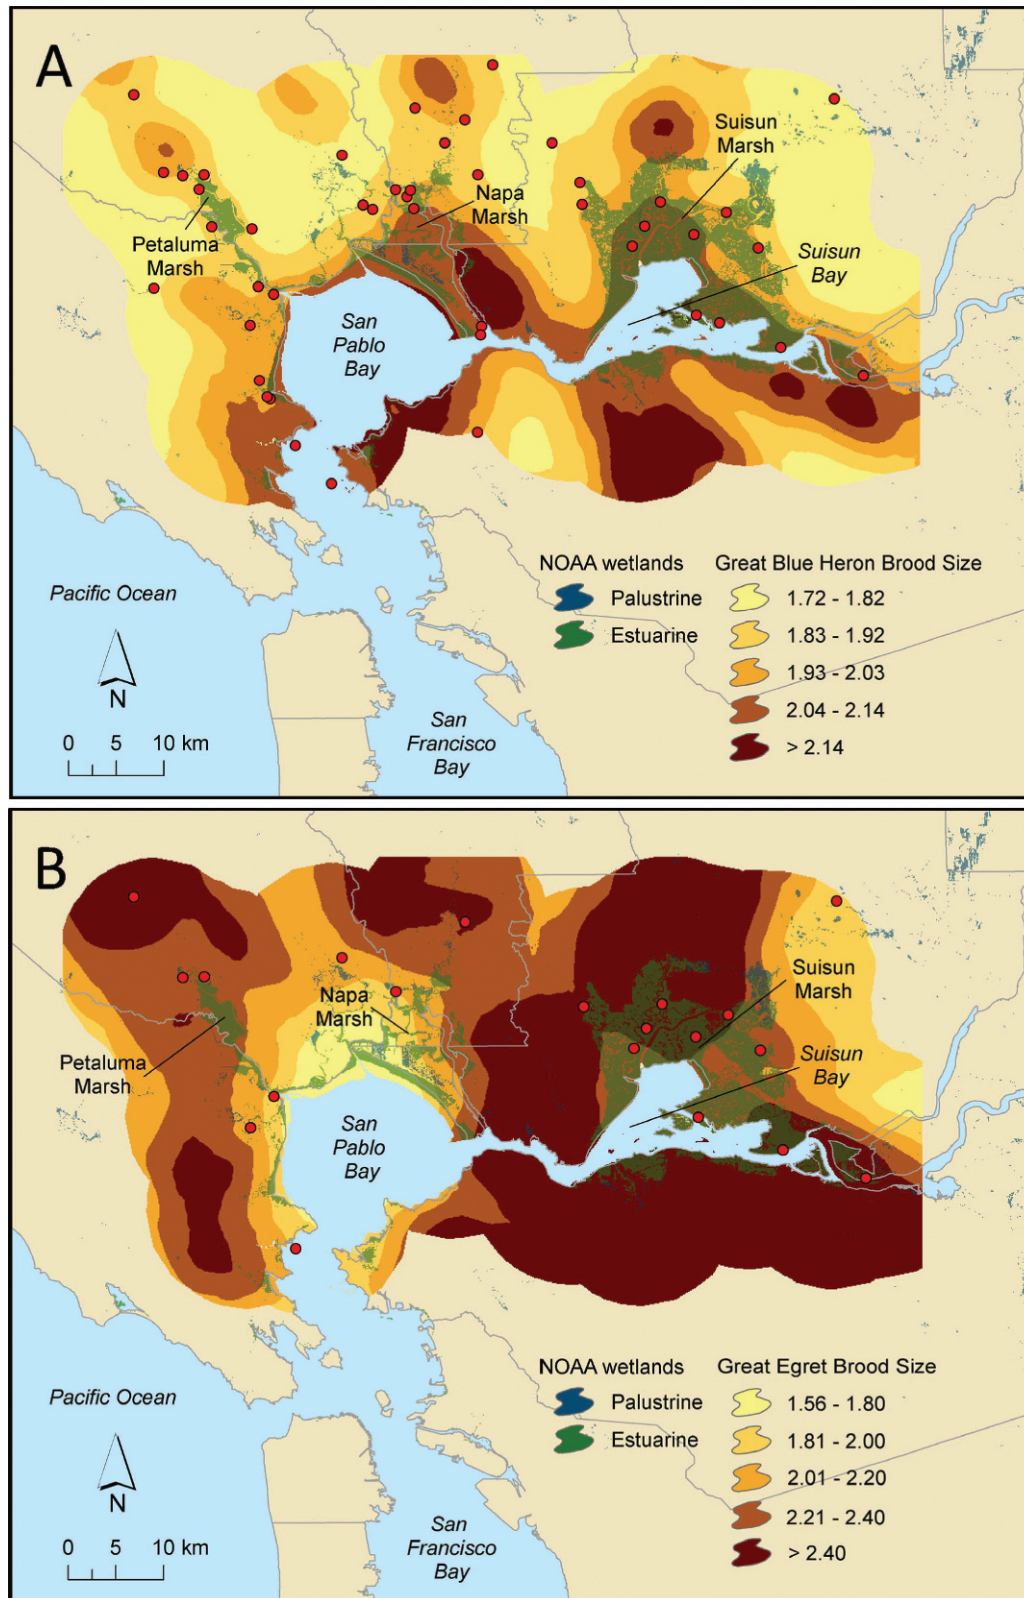 A
Suisun
Marsh
Napa
Marsh
Petaluma
Marsh
Suisun
Bay
San
Pablo
Bay
NOAA wetlands
Palustrine
Estuarine
Great Blue Heron Brood Size
1.72 - 1.82
1.83 - 1.92
1.93 - 2.03
2.04 - 2.14
> 2.14
Pacific Ocean
N
0 5 10 km
San
Francisco
Bay
B
Suisun
Marsh
Napa
Marsh
Petaluma
Marsh
Suisun
Bay
San
Pablo
Bay
NOAA wetlands
Palustrine
Estuarine
Great Egret Brood Size
1.56 - 1.80
1.81 - 2.00
2.01 - 2.20
2.21 - 2.40
> 2.40
Pacific Ocean
N
0 5 10 km
San
Francisco
Bay